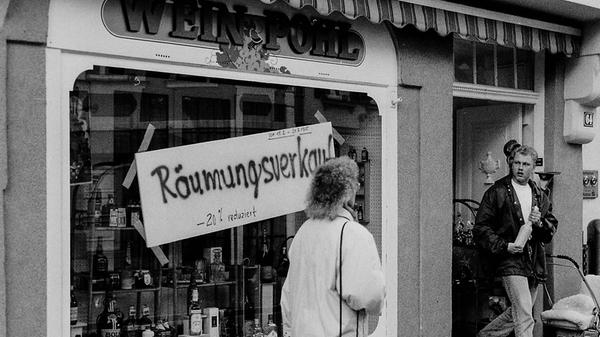 WEIN-POHL
Räumungsverkauf
-20% reduziert